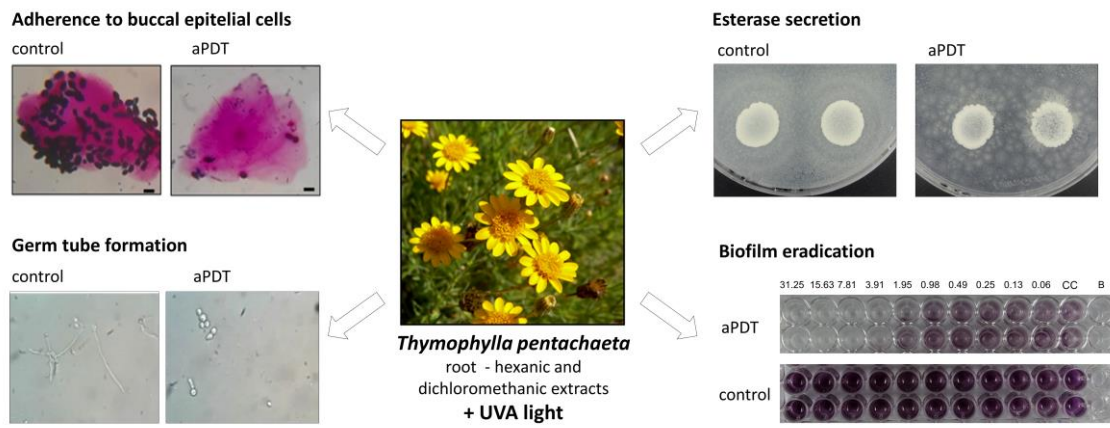 Adherence to buccal epitelial cells
control aPDT
Esterase secretion
control aPDT
Germ tube formation
control aPDT
Thymophylla pentachaeta
root - hexanic and
dichloromethanic extracts
+ UVA light
Biofilm eradication
31.25 15.63 7.81 3.91 1.95 0.98 0.49 0.25 0.13 0.06 CC B
aPDT
control